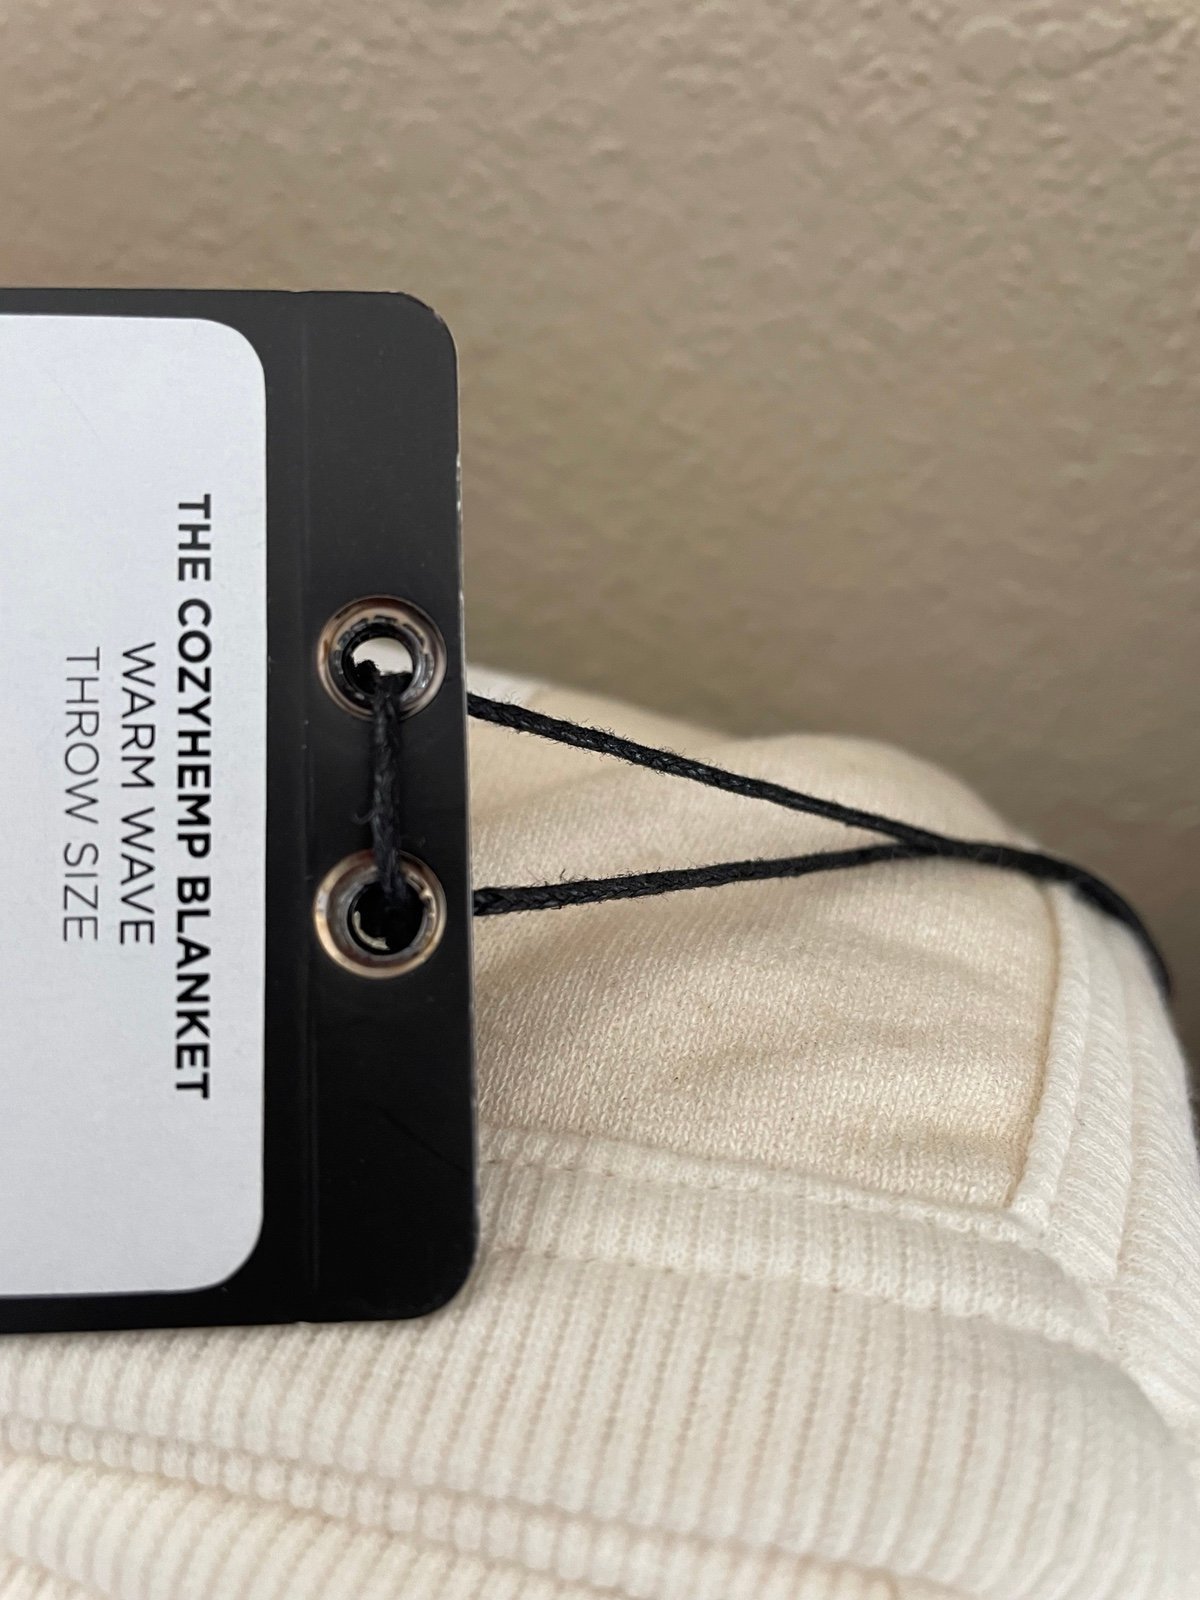 THE COZYHEMP BLANKET
WARM WAVE
THROW SIZE